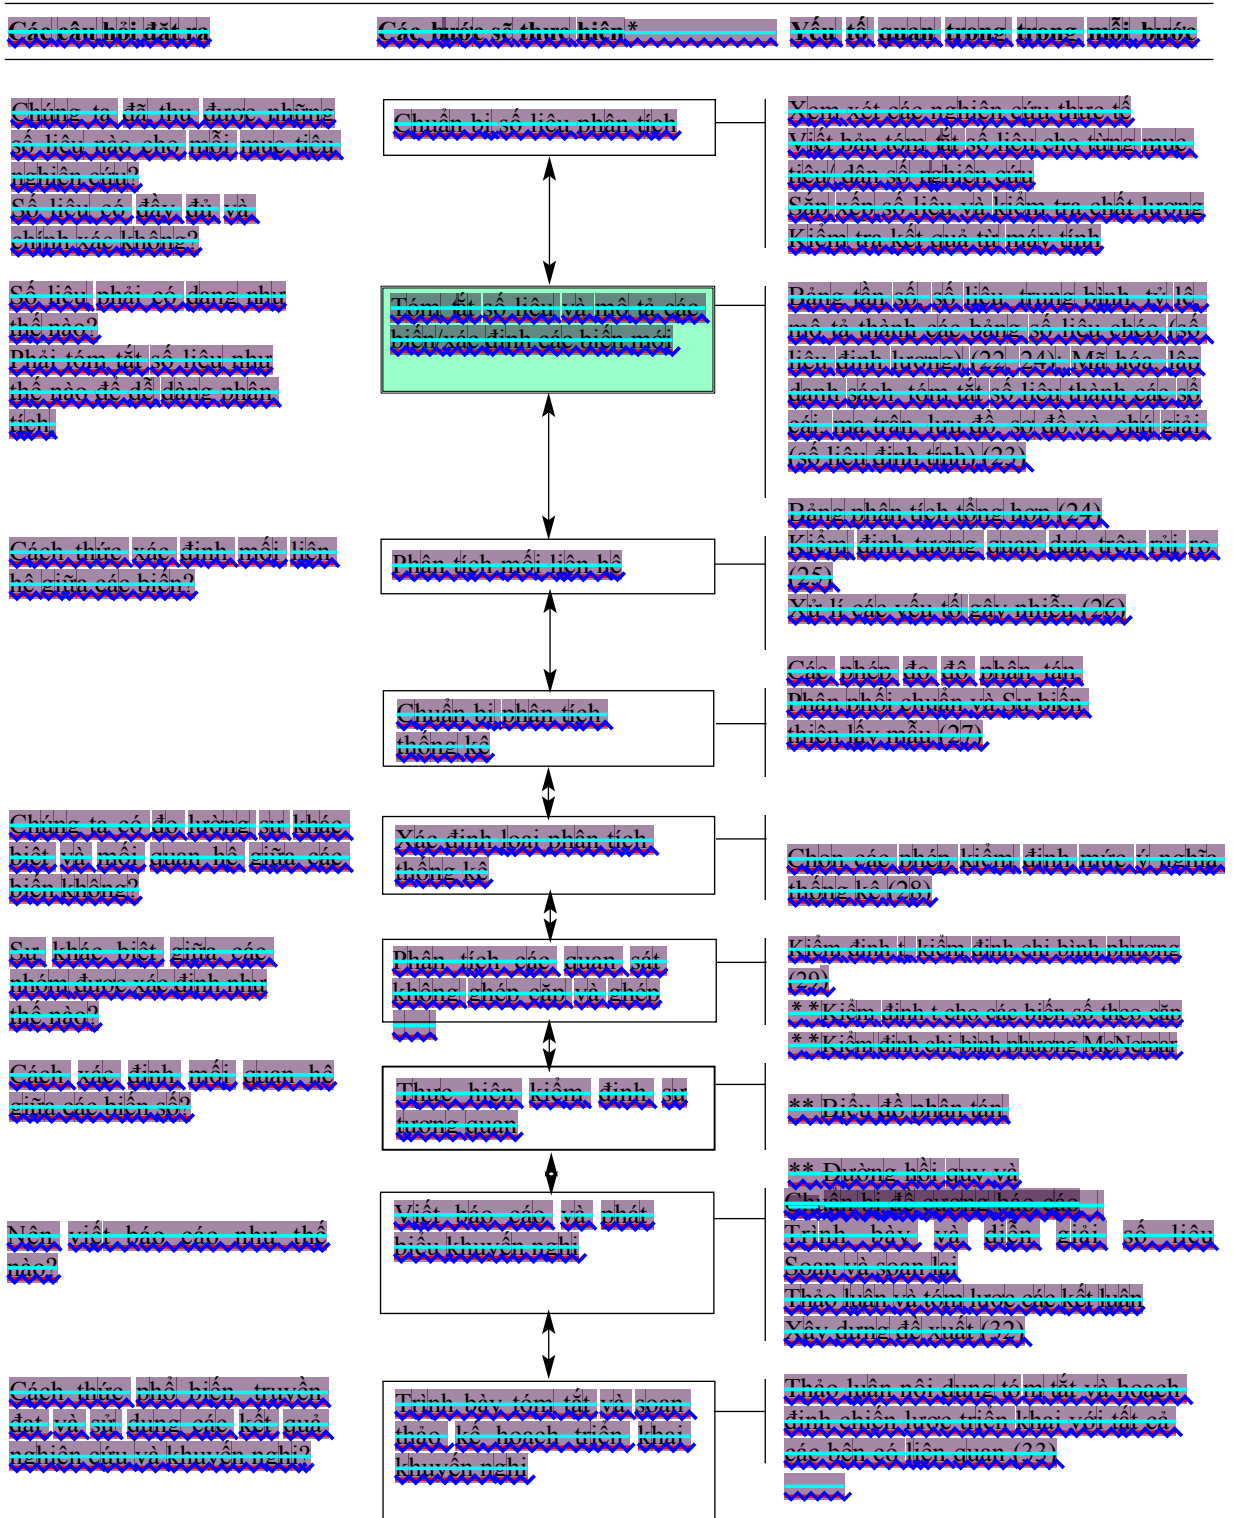 Các câu hỏi đặt ra
Các bước sẽ thực hiện *
Yếu tố quan trọng trong mỗi bước
Chúng ta đã thu được những
số liệu nào cho mỗi mục tiêu
nghiên cứu?
Số liệu có đầy đủ và
chính xác không?
Chuẩn bị số liệu phân tích
Xem xét các nghiên cứu thực tế
Viết bản tóm tắt số liệu cho từng mục
tiêu/ dân số nghiên cứu
Sắp xếp số liệu và kiểm tra chất lượng
Kiểm tra kết quả từ máy tính
Số liệu phải có dạng như
thế nào?
Phải tóm tắt số liệu như
thế nào để dễ dàng phân
tích
Tóm tắt số liệu và mô tả các
biến/xác định các biến mới
Bảng tần số, số liệu trung bình, tỷ lệ,
mô tả thành các bảng số liệu chéo (số
liệu định lượng) (22, 24); Mã hóa, lập
danh sách, tóm tắt số liệu thành các sổ
cái, ma trận, lưu đồ, sơ đồ và chú giải
(số liệu định tính) (23)
Cách thức xác định mối liên
hệ giữa các biến?
Phân tích mối liên hệ
Bảng phân tích tổng hợp (24)
Kiểm định tương quan dựa trên rủi ro
(25)
Xử lí các yếu tố gây nhiễu (26)
Chuẩn bị phân tích
thống kê
Các phép đo độ phân tán
Phân phối chuẩn và Sự biến
thiên lấy mẫu (27)
Chúng ta có đo lường sự khác
biệt và mối quan hệ giữa các
biến không?
Xác định loại phân tích
thống kê
Chọn các phép kiểm định mức ý nghĩa
thống kê (28)
Sự khác biệt giữa các
nhóm được xác định như
thế nào?
Phân tích các quan sát
không ghép cặp và ghép
Kiểm định t, kiểm định chi bình phương
(29)
* *Kiểm định t cho các biến số theo cặp
* *Kiểm định chi bình phương McNemar
Cách xác định mối quan hệ
giữa các biến số?
Thực hiện kiểm định sự
tương quan
** Biểu đồ phân tán
** Đường hồi quy và
Nên viết báo cáo như thế
nào?
Viết báo cáo và phát
biểu khuyến nghị
Chuẩn bị đề cương báo cáo
Trình bày và diễn giải số liệu
Soạn và soạn lại
Thảo luận và tóm lược các kết luận
Xây dựng đề xuất (32)
Cách thức phổ biến, truyền
đạt và sử dụng các kết quả
nghiên cứu và khuyến nghị?
Trình bày tóm tắt và soạn
thảo kế hoạch triển khai
khuyến nghị
Thảo luận nội dung tóm tắt và hoạch
định chiến lược triển khai với tất cả
các bên có liên quan (33)